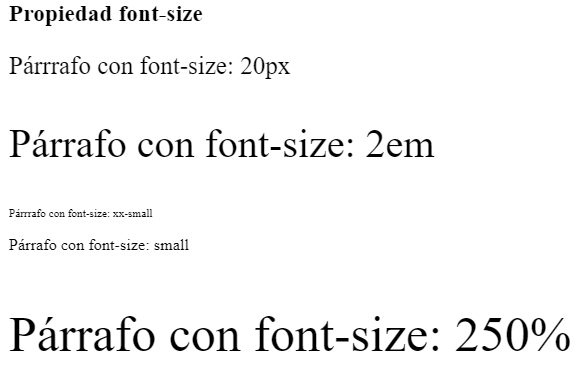 Propiedad font-size
Párrrafo con font-size: 20px
Párrafo con font-size: 2em
Párrrafo con font-size: xx-small
Párrafo con font-size: small
Párrafo con font-size: 250%